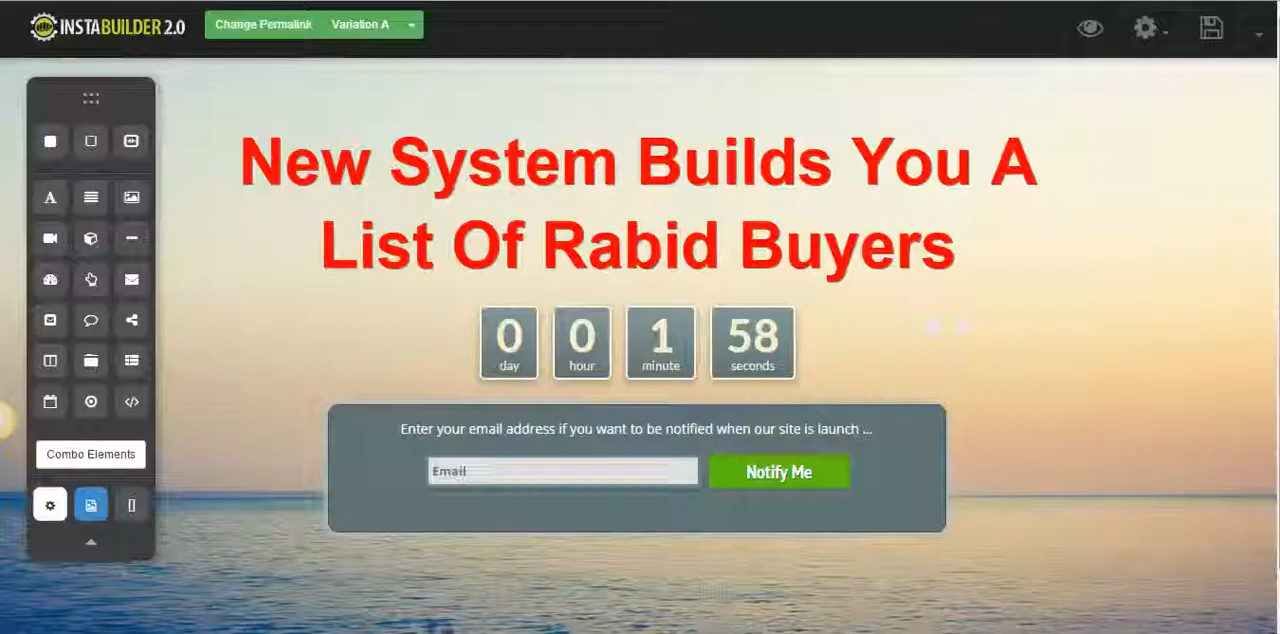 INSTABUILDER 2.0
Change Permalink Variation A
New System Builds You A
List Of Rabid Buyers
0 0 1 58
day hour minute seconds
Enter your email address if you want to be notified when our site is launch ...
Email Notify Me
Combo Elements